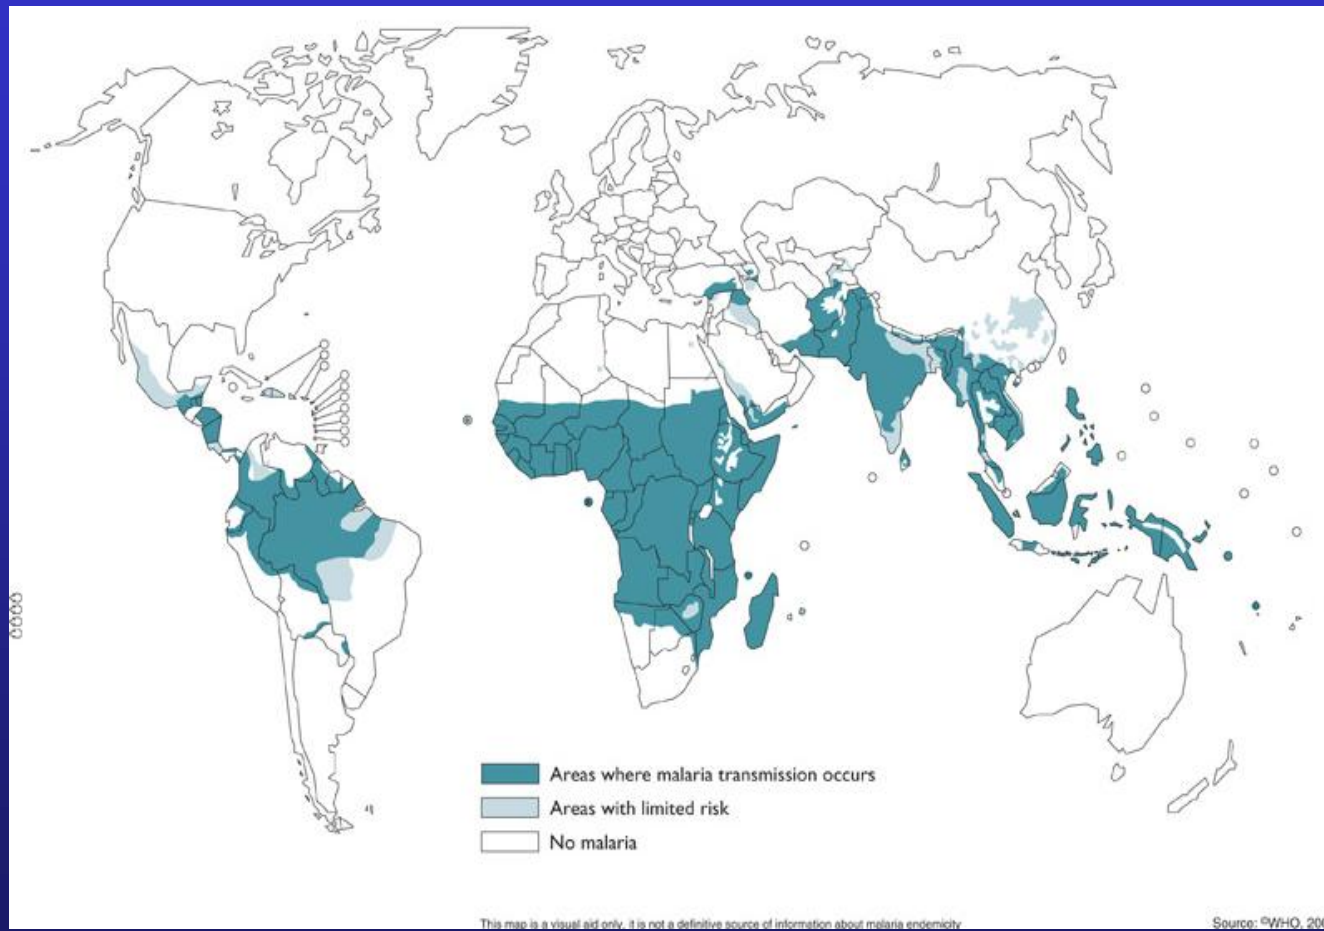 Areas where malaria transmission occurs
Areas with limited risk
No malaria
This map is a visual aid only, it is not a definitive source of information about malaria endemicity
Source: ©WHO,